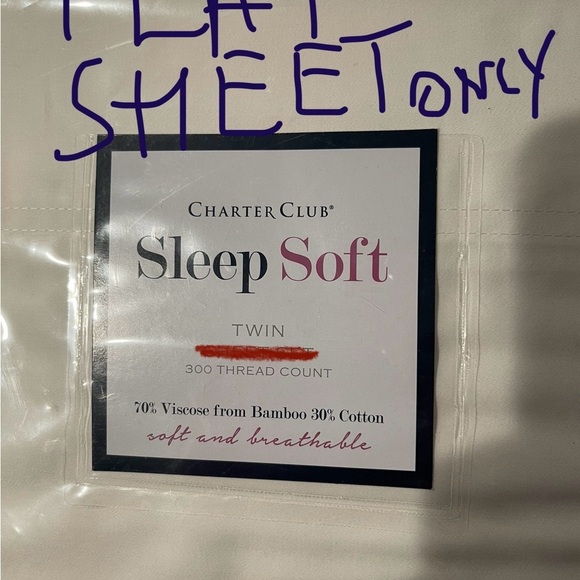 FLAT
SHEET ONLY
CHARTER CLUB®
Sleep Soft
TWIN
300 THREAD COUNT
70% Viscose from Bamboo 30% Cotton
soft and breathable